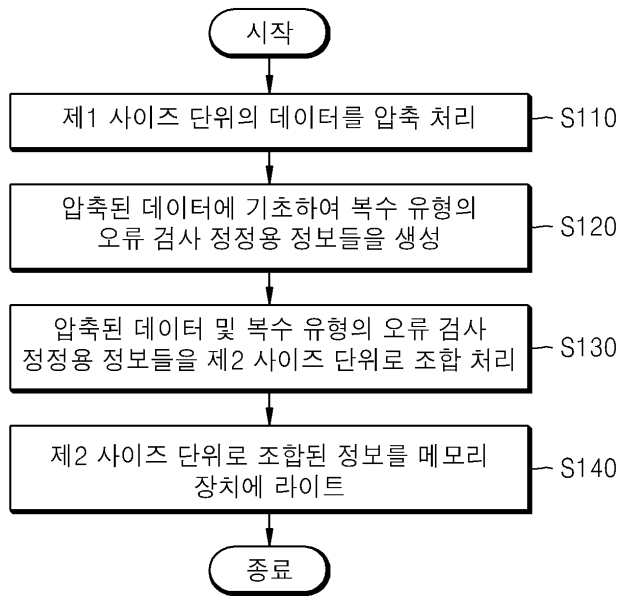 시작
제1 사이즈 단위의 데이터를 압축 처리
S110
압축된 데이터에 기초하여 복수 유형의
오류 검사 정정용 정보들을 생성
S120
압축된 데이터 및 복수 유형의 오류 검사
정정용 정보들을 제2 사이즈 단위로 조합 처리
S130
제2 사이즈 단위로 조합된 정보를 메모리
장치에 라이트
S140
종료